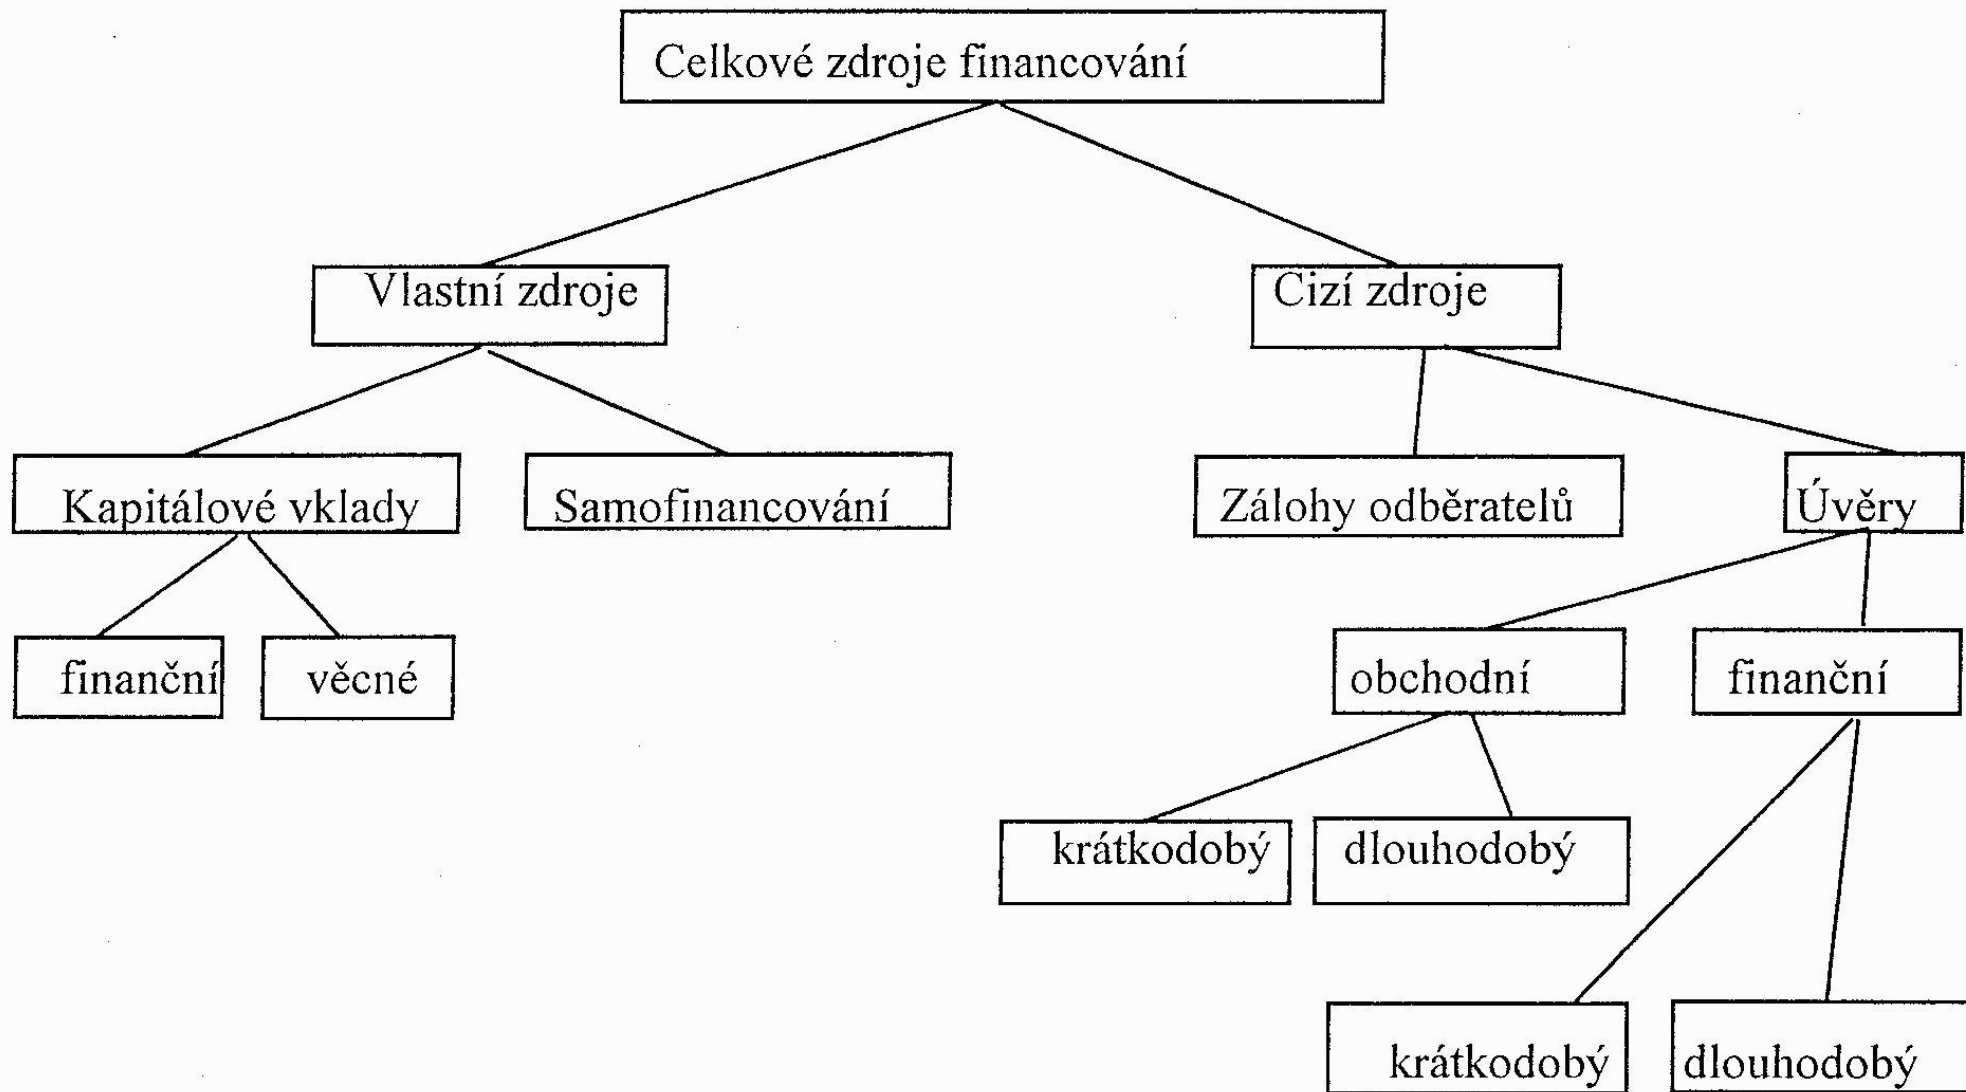 Celkové zdroje financování
Vlastní zdroje
Cizí zdroje
Kapitálové vklady
Samofinancování
Zálohy odběratelů
Úvěry
finanční
věcné
obchodní
finanční
krátkodobý
dlouhodobý
krátkodobý
dlouhodobý